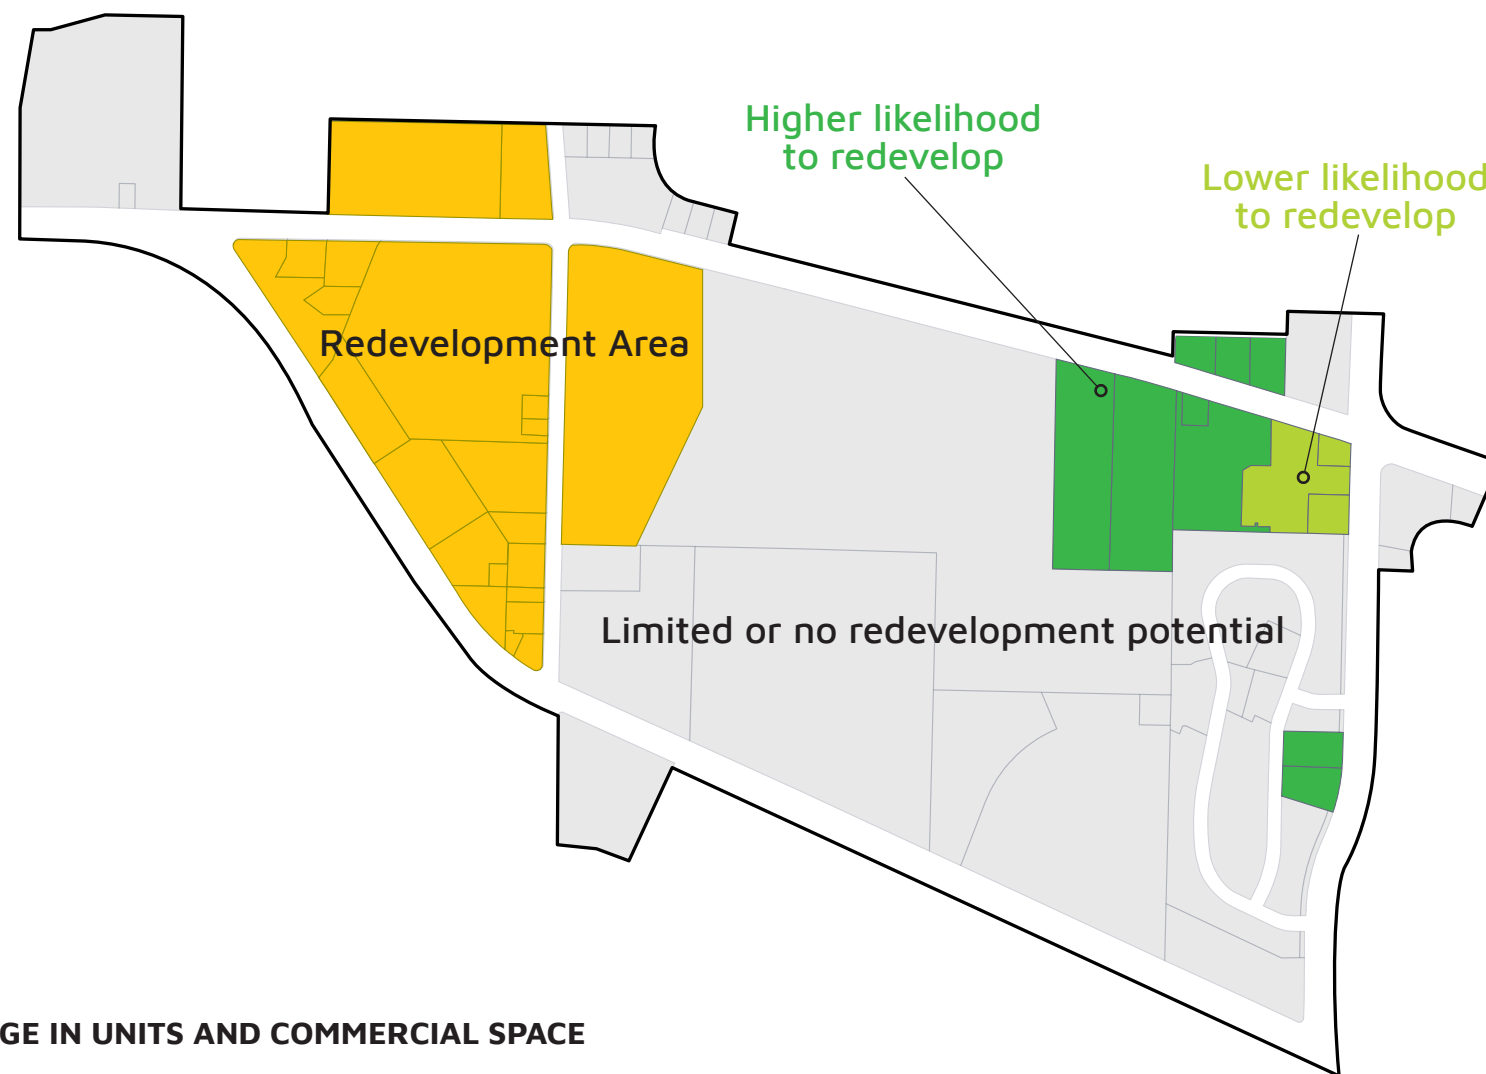 Higher likelihood
to redevelop
Lower likelihood
to redevelop
Redevelopment Area
Limited or no redevelopment potential
GE IN UNITS AND COMMERCIAL SPACE